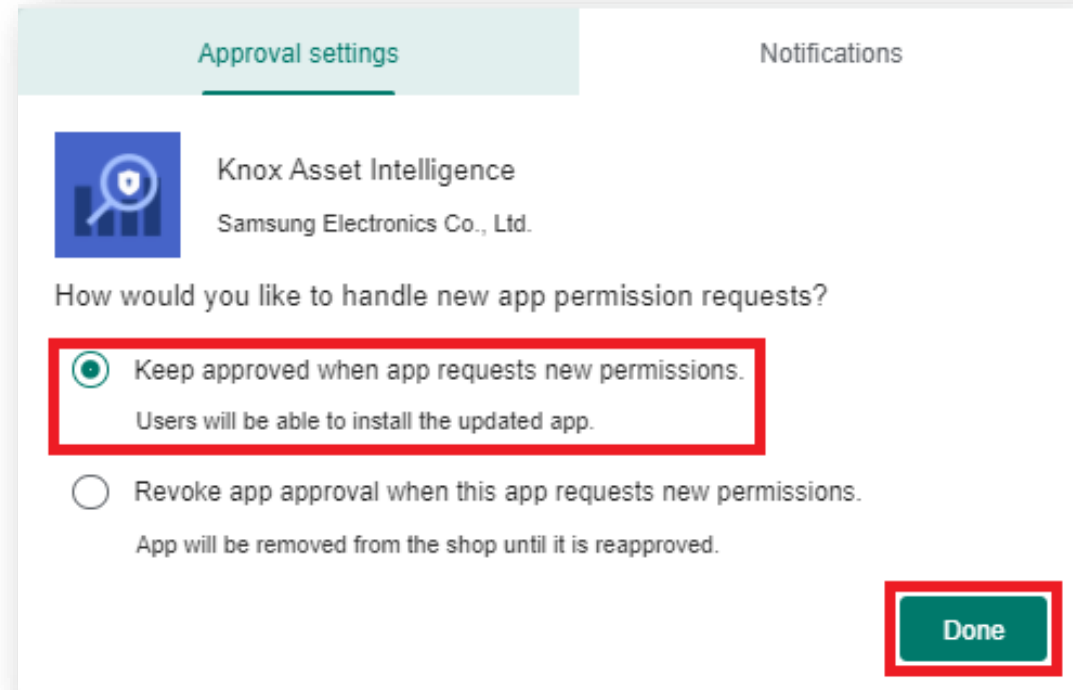 Approval settings
Notifications
Knox Asset Intelligence
Samsung Electronics Co., Ltd.
How would you like to handle new app permission requests?
Keep approved when app requests new permissions.
Users will be able to install the updated app.
Revoke app approval when this app requests new permissions.
App will be removed from the shop until it is reapproved.
Done